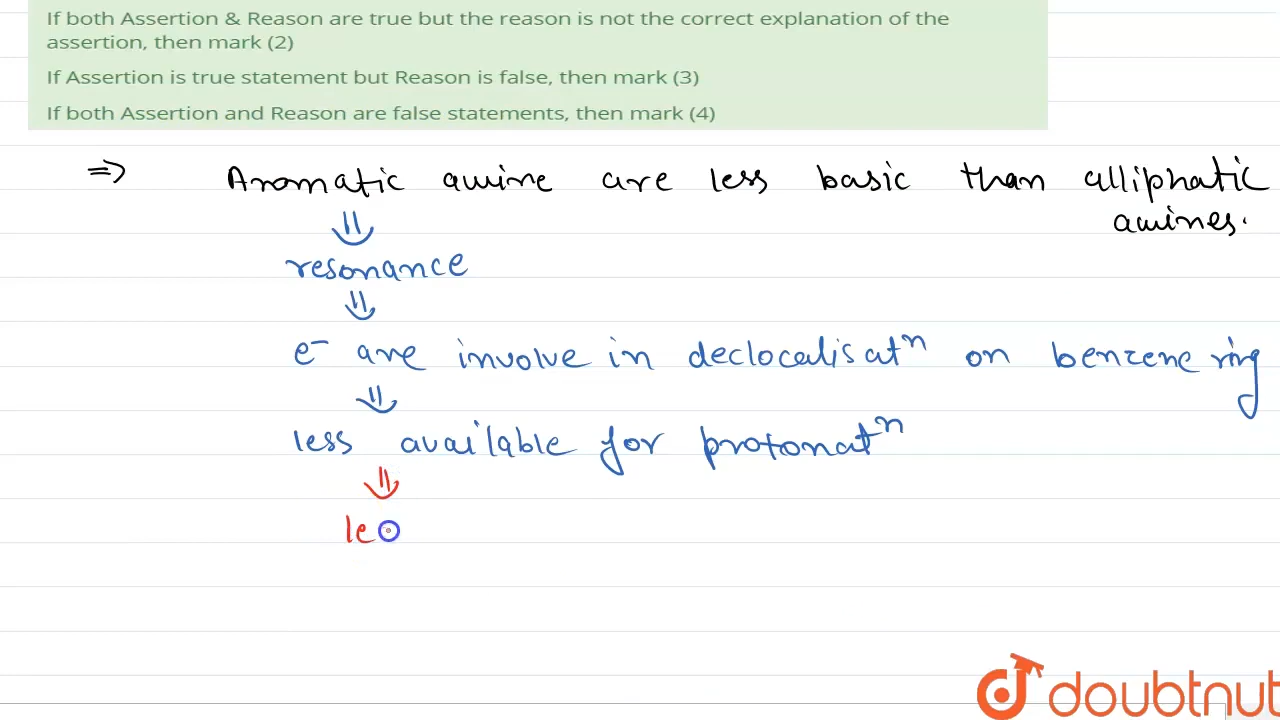 If both Assertion & Reason are true but the reason is not the correct explanation of the
assertion, then mark (2)
If Assertion is true statement but Reason is false, then mark (3)
If both Assertion and Reason are false statements, then mark (4)
⇒ Aromatic amine are less basic than alliphatic
amines.
⇓
resonance
⇓
e⁻ are involve in declocalisatⁿ on benzene ring
⇓
less available for protonatⁿ
⇓
le
doubtnut